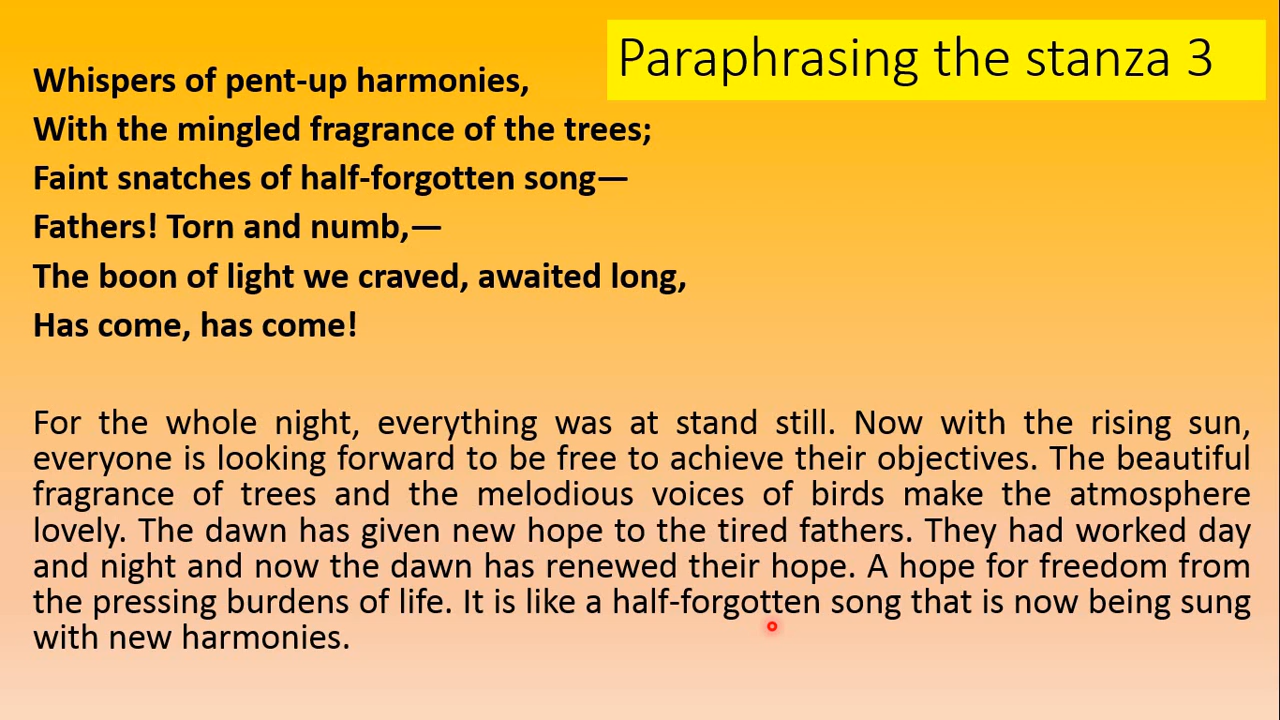 Paraphrasing the stanza 3
Whispers of pent-up harmonies,
With the mingled fragrance of the trees;
Faint snatches of half-forgotten song—
Fathers! Torn and numb,—
The boon of light we craved, awaited long,
Has come, has come!
For the whole night, everything was at stand still. Now with the rising sun,
everyone is looking forward to be free to achieve their objectives. The beautiful
fragrance of trees and the melodious voices of birds make the atmosphere
lovely. The dawn has given new hope to the tired fathers. They had worked day
and night and now the dawn has renewed their hope. A hope for freedom from
the pressing burdens of life. It is like a half-forgotten song that is now being sung
with new harmonies.